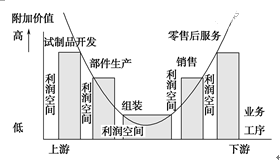 附加价值
高
试制品开发
零售后服务
部件生产
销售
组装
利润空间
利润空间
利润空间
利润空间
利润空间
业务
工序
低
上游
下游